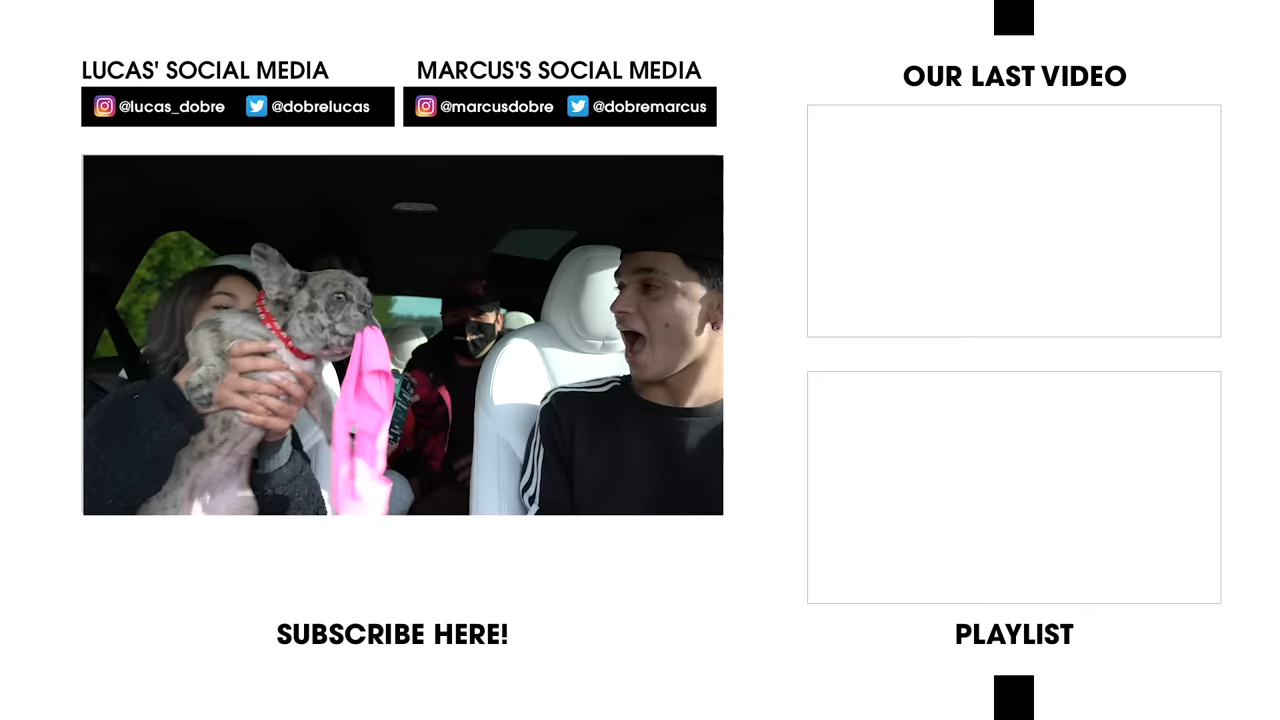 LUCAS' SOCIAL MEDIA
@lucas_dobre @dobrelucas
MARCUS'S SOCIAL MEDIA
@marcusdobre @dobremarcus
OUR LAST VIDEO
SUBSCRIBE HERE!
PLAYLIST